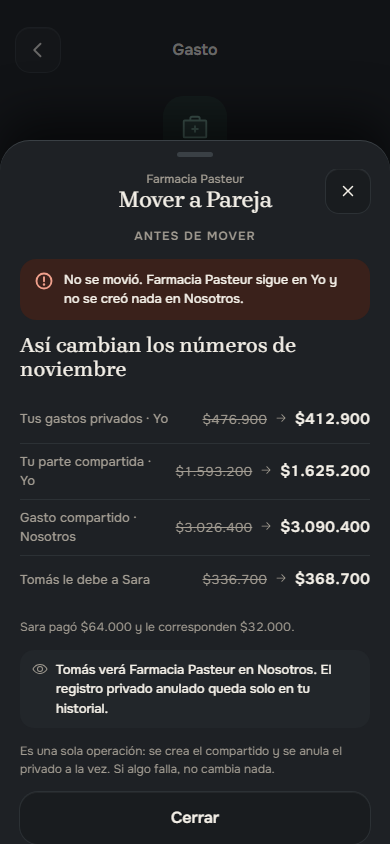 Gasto
Farmacia Pasteur
Mover a Pareja
ANTES DE MOVER
No se movió. Farmacia Pasteur sigue en Yo y
no se creó nada en Nosotros.
Así cambian los números de
noviembre
Tus gastos privados · Yo $476.900 → $412.900
Tu parte compartida ·
Yo $1.593.200 → $1.625.200
Gasto compartido ·
Nosotros $3.026.400 → $3.090.400
Tomás le debe a Sara $336.700 → $368.700
Sara pagó $64.000 y le corresponden $32.000.
Tomás verá Farmacia Pasteur en Nosotros. El
registro privado anulado queda solo en tu
historial.
Es una sola operación: se crea el compartido y se anula el
privado a la vez. Si algo falla, no cambia nada.
Cerrar